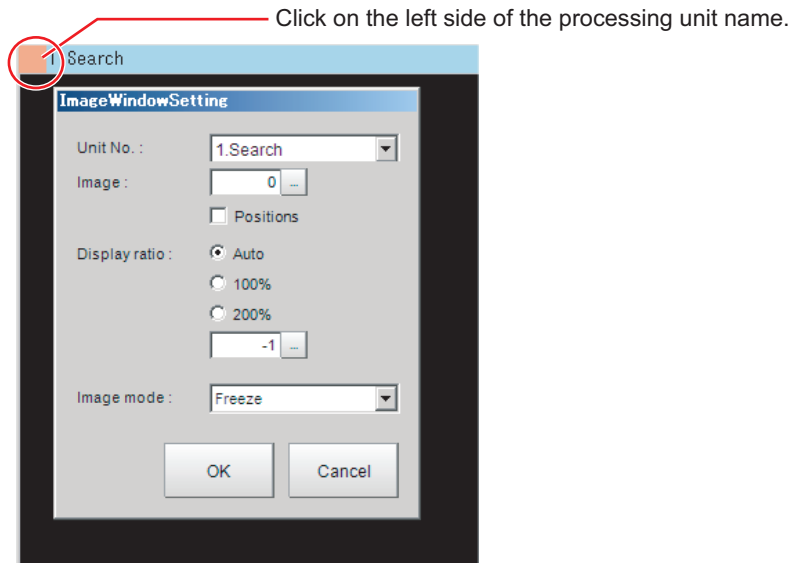 Click on the left side of the processing unit name.
1 Search
ImageWindowSetting
Unit No. : 1.Search
Image : 0 ...
Positions
Display ratio : Auto
100%
200%
-1 ...
Image mode : Freeze
OK Cancel